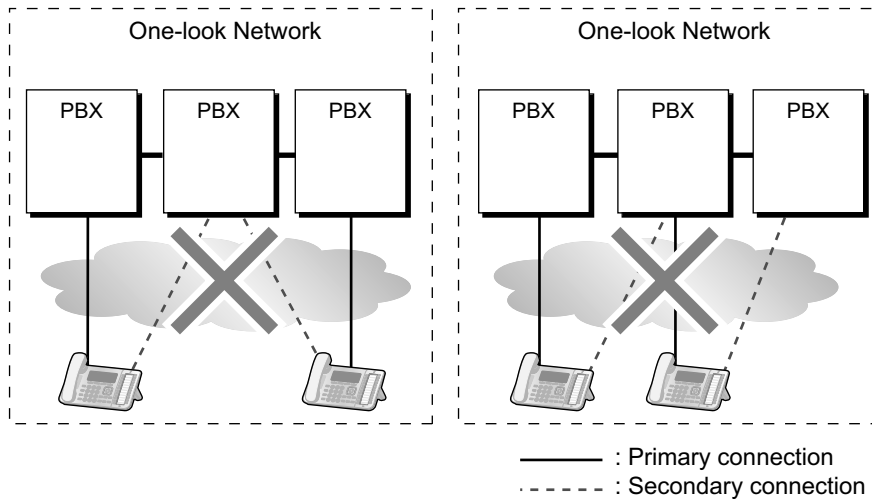 One-look Network
PBX
PBX
PBX
One-look Network
PBX
PBX
PBX
: Primary connection
: Secondary connection